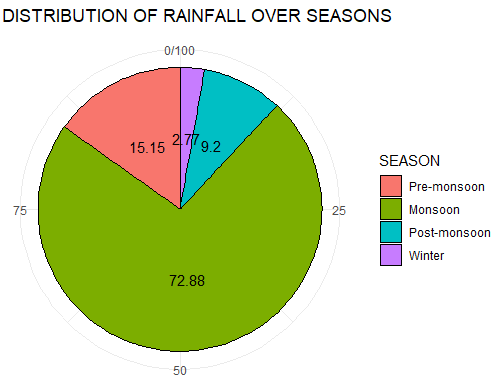 DISTRIBUTION OF RAINFALL OVER SEASONS
0/100
2.77
9.2
15.15
SEASON
Pre-monsoon
Monsoon
Post-monsoon
Winter
75
25
72.88
50